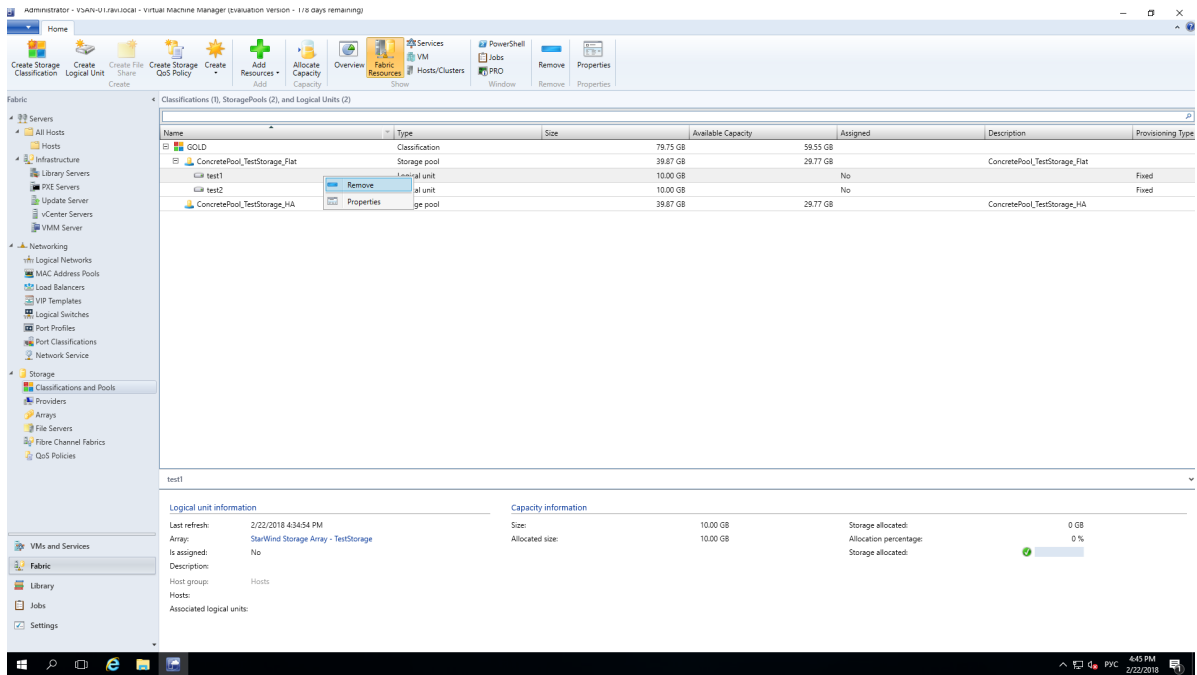 Administrator - VSAN-01.ravi.local - Virtual Machine Manager (Evaluation Version - 178 days remaining)
Home
Create Storage Classification
Create Logical Unit
Create File Share
Create Storage QoS Policy
Create
Add Resources
Allocate Capacity
Overview
Fabric Resources
Services
VM
Hosts/Clusters
PowerShell
Jobs
PRO
Remove
Properties
Create
Add
Capacity
Show
Window
Remove
Properties
Fabric
Classifications (1), StoragePools (2), and Logical Units (2)
Servers
All Hosts
Hosts
Infrastructure
Library Servers
PXE Servers
Update Server
vCenter Servers
VMM Server
Networking
Logical Networks
MAC Address Pools
Load Balancers
VIP Templates
Logical Switches
Port Profiles
Port Classifications
Network Service
Storage
Classifications and Pools
Providers
Arrays
File Servers
Fibre Channel Fabrics
QoS Policies
VMs and Services
Fabric
Library
Jobs
Settings
Name Type Size Available Capacity Assigned Description Provisioning Type
GOLD Classification 79.75 GB 59.55 GB
ConcretePool_TestStorage_Flat Storage pool 39.87 GB 29.77 GB ConcretePool_TestStorage_Flat
test1 Logical unit 10.00 GB No Fixed
test2 al unit 10.00 GB No Fixed
ConcretePool_TestStorage_HA ge pool 39.87 GB 29.77 GB ConcretePool_TestStorage_HA
Remove
Properties
test1
Logical unit information
Last refresh: 2/22/2018 4:34:54 PM
Array: StarWind Storage Array - TestStorage
Is assigned: No
Description:
Host group: Hosts
Hosts:
Associated logical units:
Capacity information
Size: 10.00 GB
Allocated size: 10.00 GB
Storage allocated: 0 GB
Allocation percentage: 0 %
Storage allocated:
РУС
4:45 PM
2/22/2018